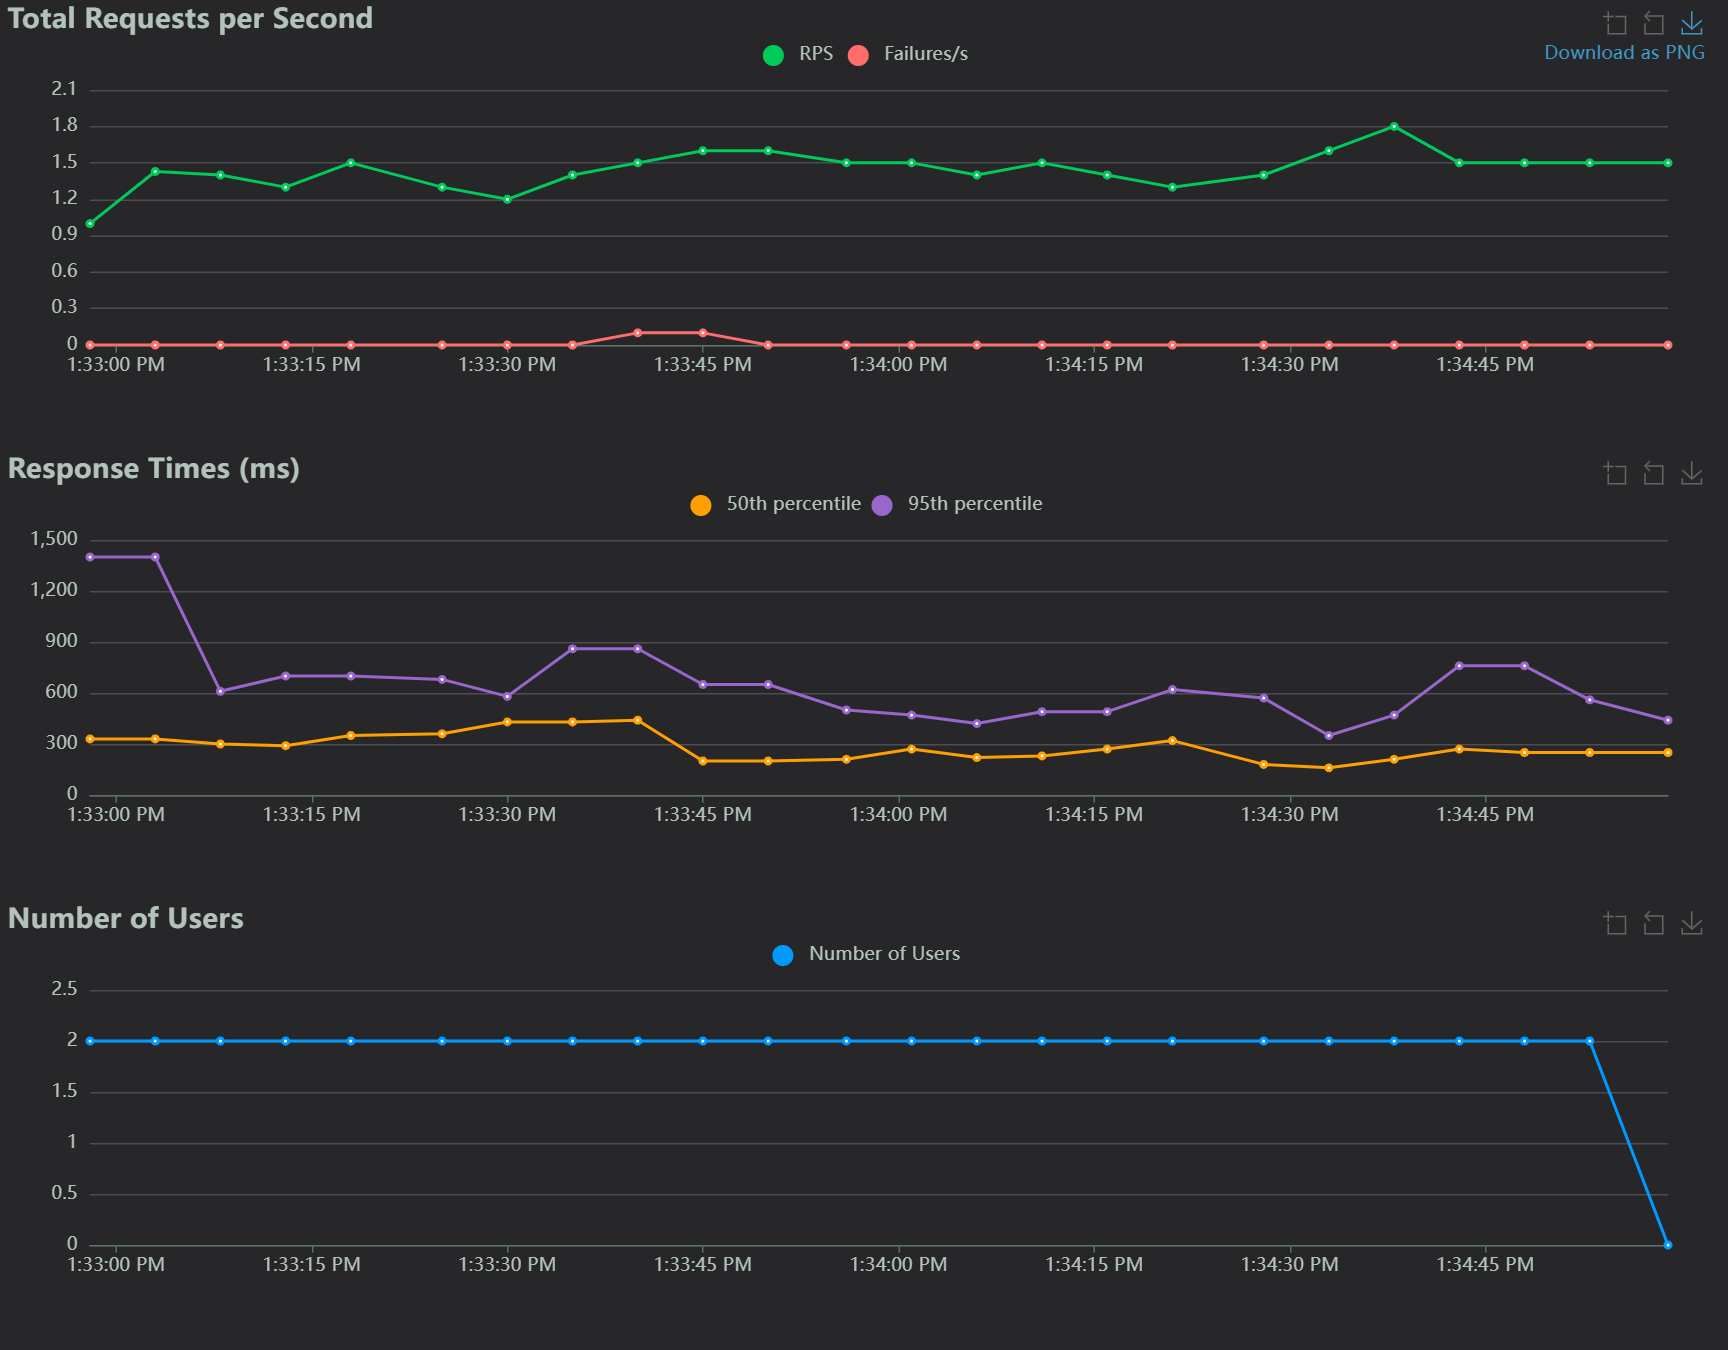 Total Requests per Second
RPS Failures/s
Download as PNG
2.1
1.8
1.5
1.2
0.9
0.6
0.3
0
1:33:00 PM 1:33:15 PM 1:33:30 PM 1:33:45 PM 1:34:00 PM 1:34:15 PM 1:34:30 PM 1:34:45 PM
Response Times (ms)
50th percentile 95th percentile
1,500
1,200
900
600
300
0
1:33:00 PM 1:33:15 PM 1:33:30 PM 1:33:45 PM 1:34:00 PM 1:34:15 PM 1:34:30 PM 1:34:45 PM
Number of Users
Number of Users
2.5
2
1.5
1
0.5
0
1:33:00 PM 1:33:15 PM 1:33:30 PM 1:33:45 PM 1:34:00 PM 1:34:15 PM 1:34:30 PM 1:34:45 PM